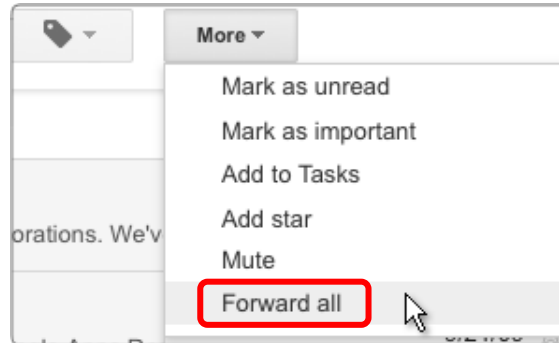 More
Mark as unread
Mark as important
Add to Tasks
Add star
orations. We'v
Mute
Forward all